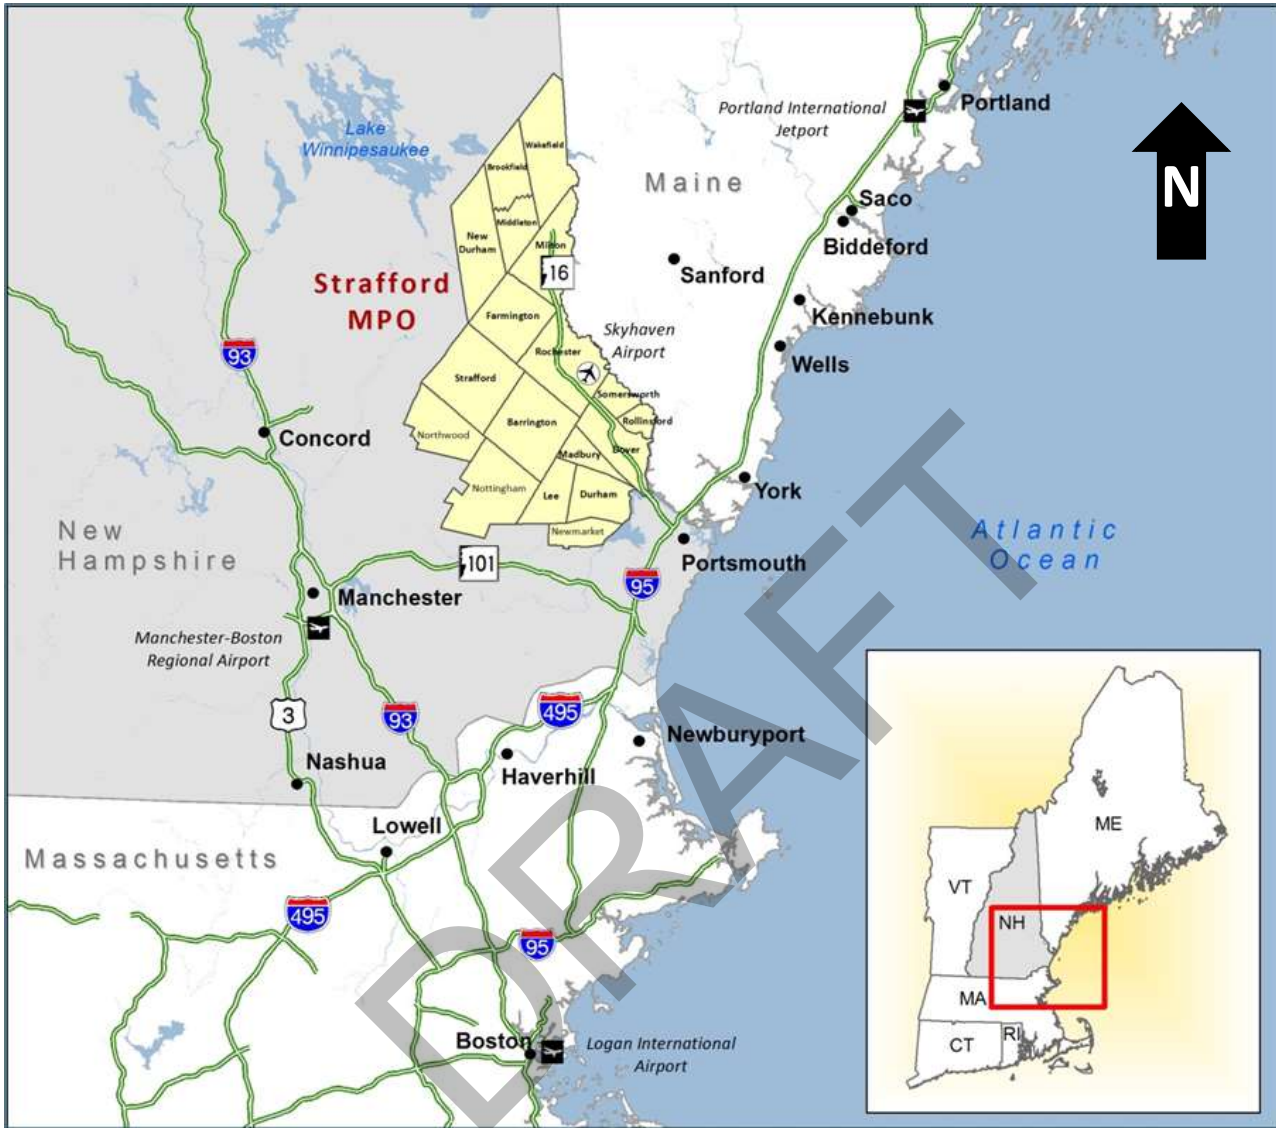 Portland International
Jetport
Portland
N
Lake
Winnipesaukee
Wakefield
Brookfield
Maine
Saco
Middleton
New
Durham
Milton
Biddeford
16
Sanford
Strafford
MPO
Kennebunk
Farmington
Skyhaven
Airport
93
Rochester
Wells
Strafford
Somersworth
Barrington
Rollinsford
Concord
Northwood
Dover
Madbury
York
Nottingham
Lee
Durham
New
Hampshire
Newmarket
Atlantic
Ocean
101
Portsmouth
95
Manchester
Manchester-Boston
Regional Airport
3
93
495
Newburyport
Nashua
Haverhill
Lowell
Massachusetts
495
95
Boston
Logan International
Airport
ME
VT
NH
MA
CT
RI
DRAFT